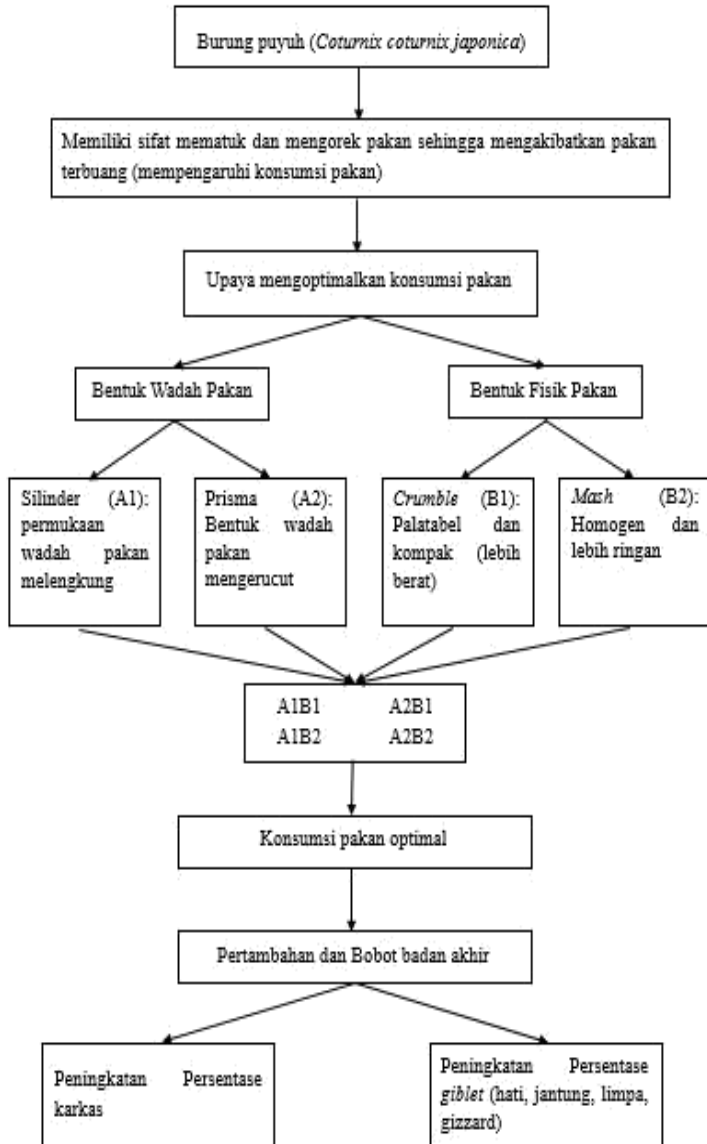 Burung puyuh (Coturnix coturnix japonica)
Memiliki sifat mematuk dan mengorek pakan sehingga mengakibatkan pakan
terbuang (mempengaruhi konsumsi pakan)
Upaya mengoptimalkan konsumsi pakan
Bentuk Wadah Pakan
Bentuk Fisik Pakan
Silinder (A1):
permukaan
wadah pakan
melengkung
Prisma (A2):
Bentuk wadah
pakan
mengerucut
Crumble (B1):
Palatabel dan
kompak (lebih
berat)
Mash (B2):
Homogen dan
lebih ringan
A1B1 A2B1
A1B2 A2B2
Konsumsi pakan optimal
Pertambahan dan Bobot badan akhir
Peningkatan Persentase
karkas
Peningkatan Persentase
giblet (hati, jantung, limpa,
gizzard)